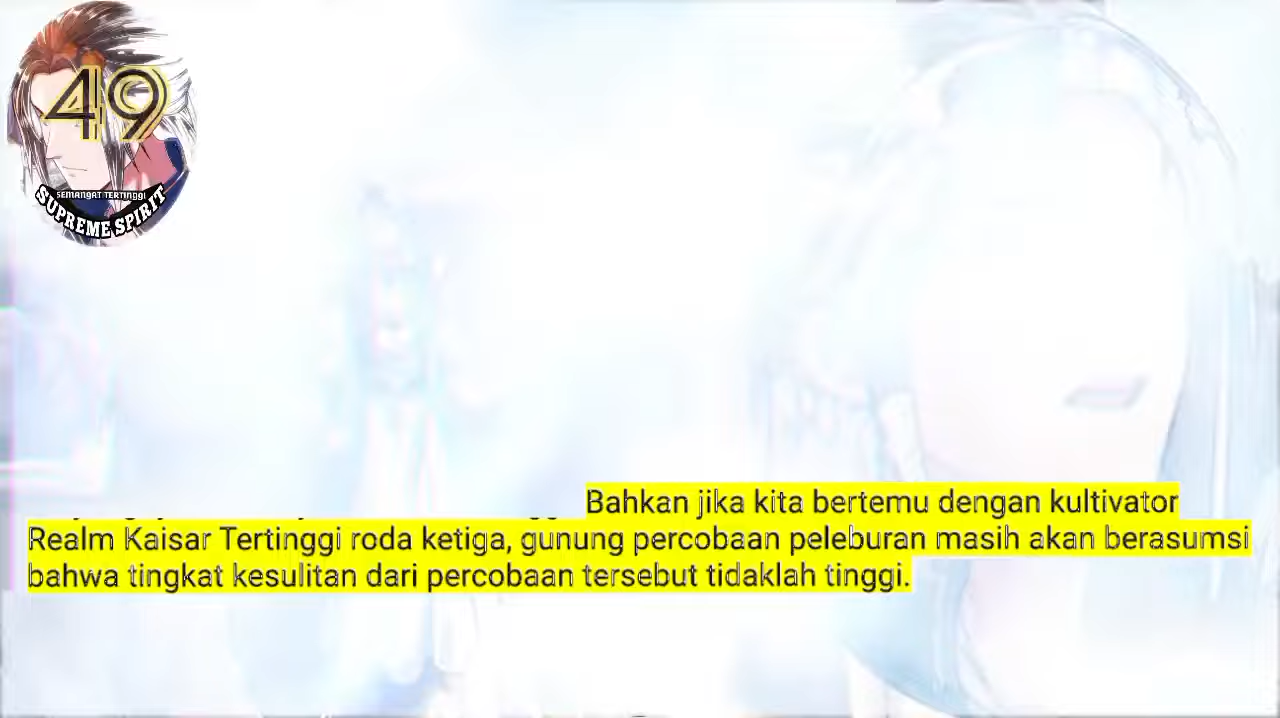 49
SEMANGAT TERTINGGI
SUPREME SPIRIT
Bahkan jika kita bertemu dengan kultivator
Realm Kaisar Tertinggi roda ketiga, gunung percobaan peleburan masih akan berasumsi
bahwa tingkat kesulitan dari percobaan tersebut tidaklah tinggi.